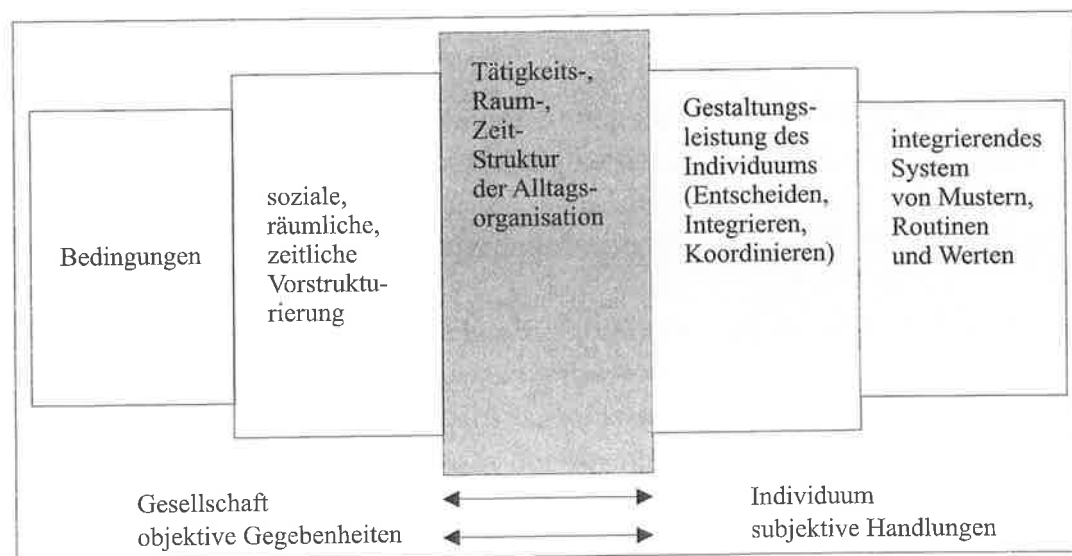 Bedingungen
soziale,
räumliche,
zeitliche
Vorstruktu-
rierung
Tätigkeits-,
Raum-,
Zeit-
Struktur
der Alltags-
organisation
Gestaltungs-
leistung des
Individuums
(Entscheiden,
Integrieren,
Koordinieren)
integrierendes
System
von Mustern,
Routinen
und Werten
Gesellschaft
objektive Gegebenheiten
Individuum
subjektive Handlungen